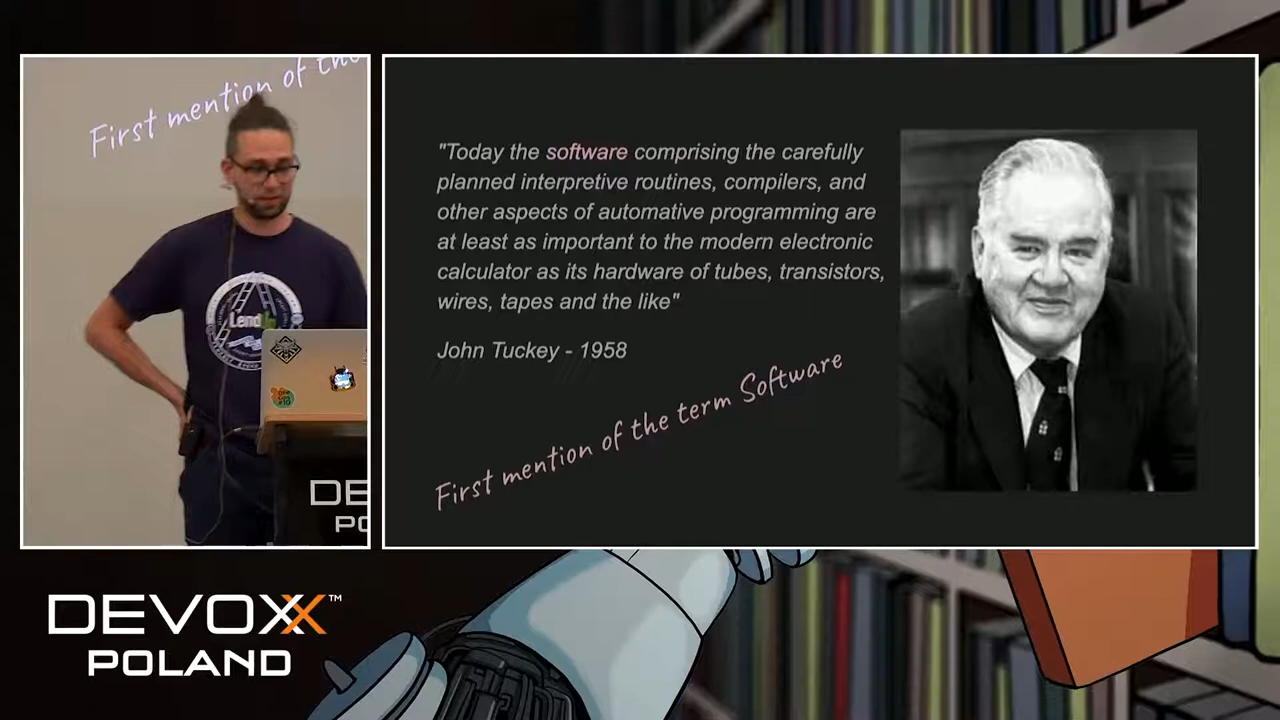 First mention of the
Lend
DE
PO
"Today the software comprising the carefully
planned interpretive routines, compilers, and
other aspects of automative programming are
at least as important to the modern electronic
calculator as its hardware of tubes, transistors,
wires, tapes and the like"
John Tuckey - 1958
First mention of the term Software
DEVOXX™
POLAND